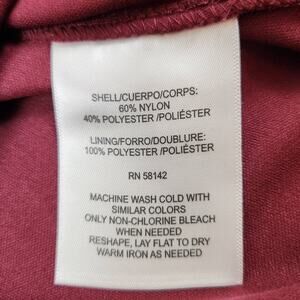 SHELL/CUERPO/CORPS:
60% NYLON
40% POLYESTER /POLIÉSTER
LINING/FORRO/DOUBLURE:
100% POLYESTER /POLIÉSTER
RN 58142
MACHINE WASH COLD WITH
SIMILAR COLORS
ONLY NON-CHLORINE BLEACH
WHEN NEEDED
RESHAPE, LAY FLAT TO DRY
WARM IRON AS NEEDED